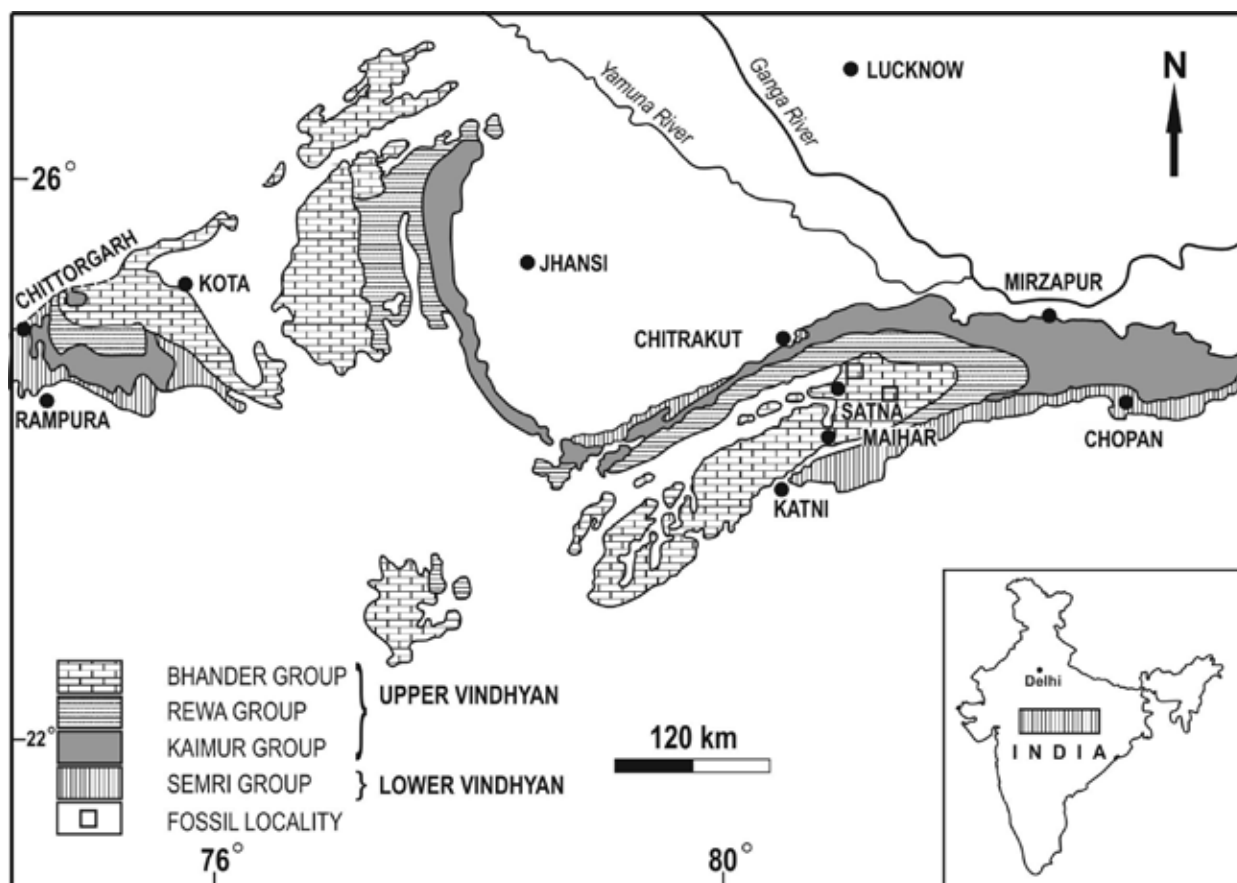 LUCKNOW
N
Yamuna River
Ganga River
26°
CHITTORGARH
KOTA
JHANSI
MIRZAPUR
CHITRAKUT
RAMPURA
SATNA
MAIHAR
CHOPAN
KATNI
BHANDER GROUP
REWA GROUP
KAIMUR GROUP
UPPER VINDHYAN
SEMRI GROUP
LOWER VINDHYAN
FOSSIL LOCALITY
120 km
22°
76°
80°
Delhi
INDIA